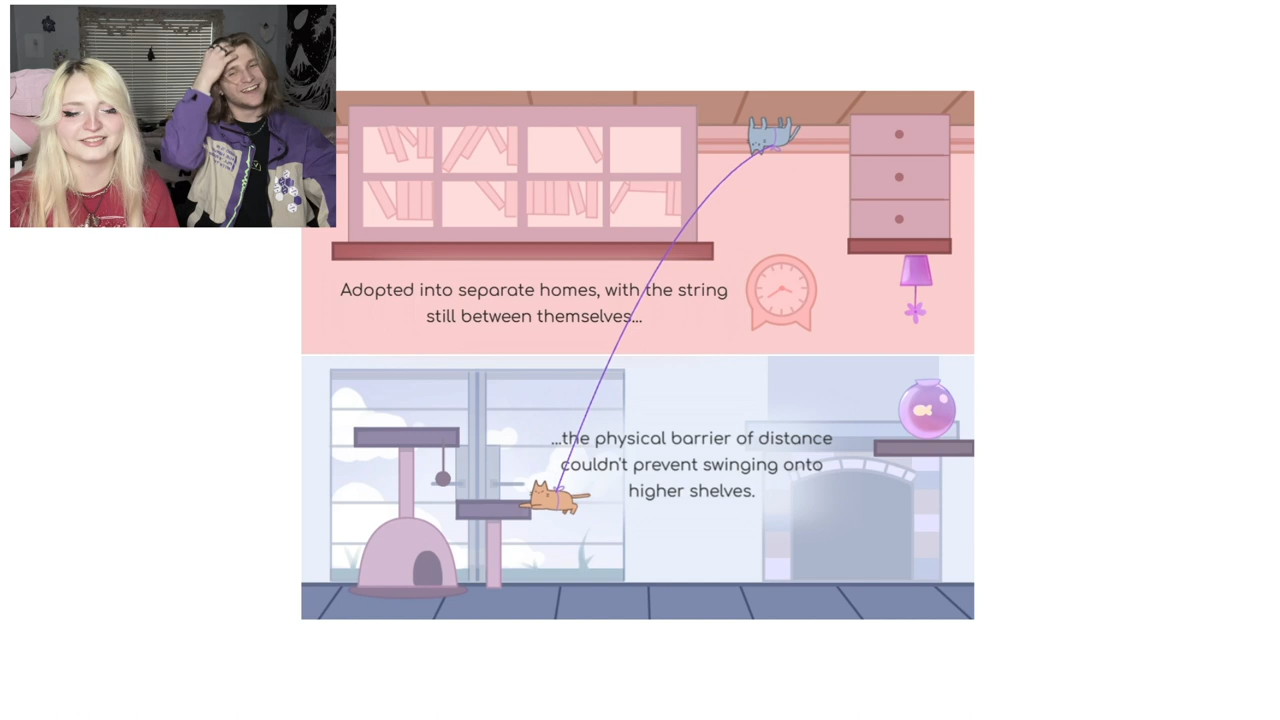 Adopted into separate homes, with the string
still between themselves...
...the physical barrier of distance
couldn't prevent swinging onto
higher shelves.